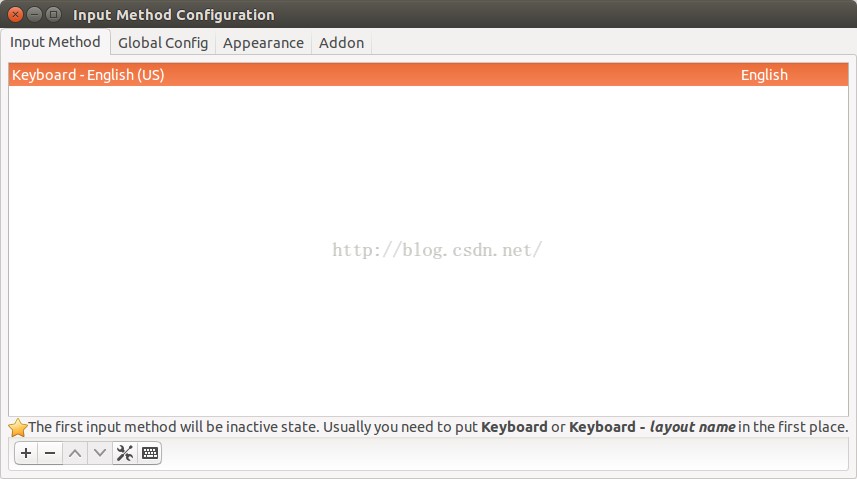 Input Method Configuration
Input Method Global Config Appearance Addon
Keyboard - English (US) English
http://blog.csdn.net/
The first input method will be inactive state. Usually you need to put Keyboard or Keyboard - layout name in the first place.